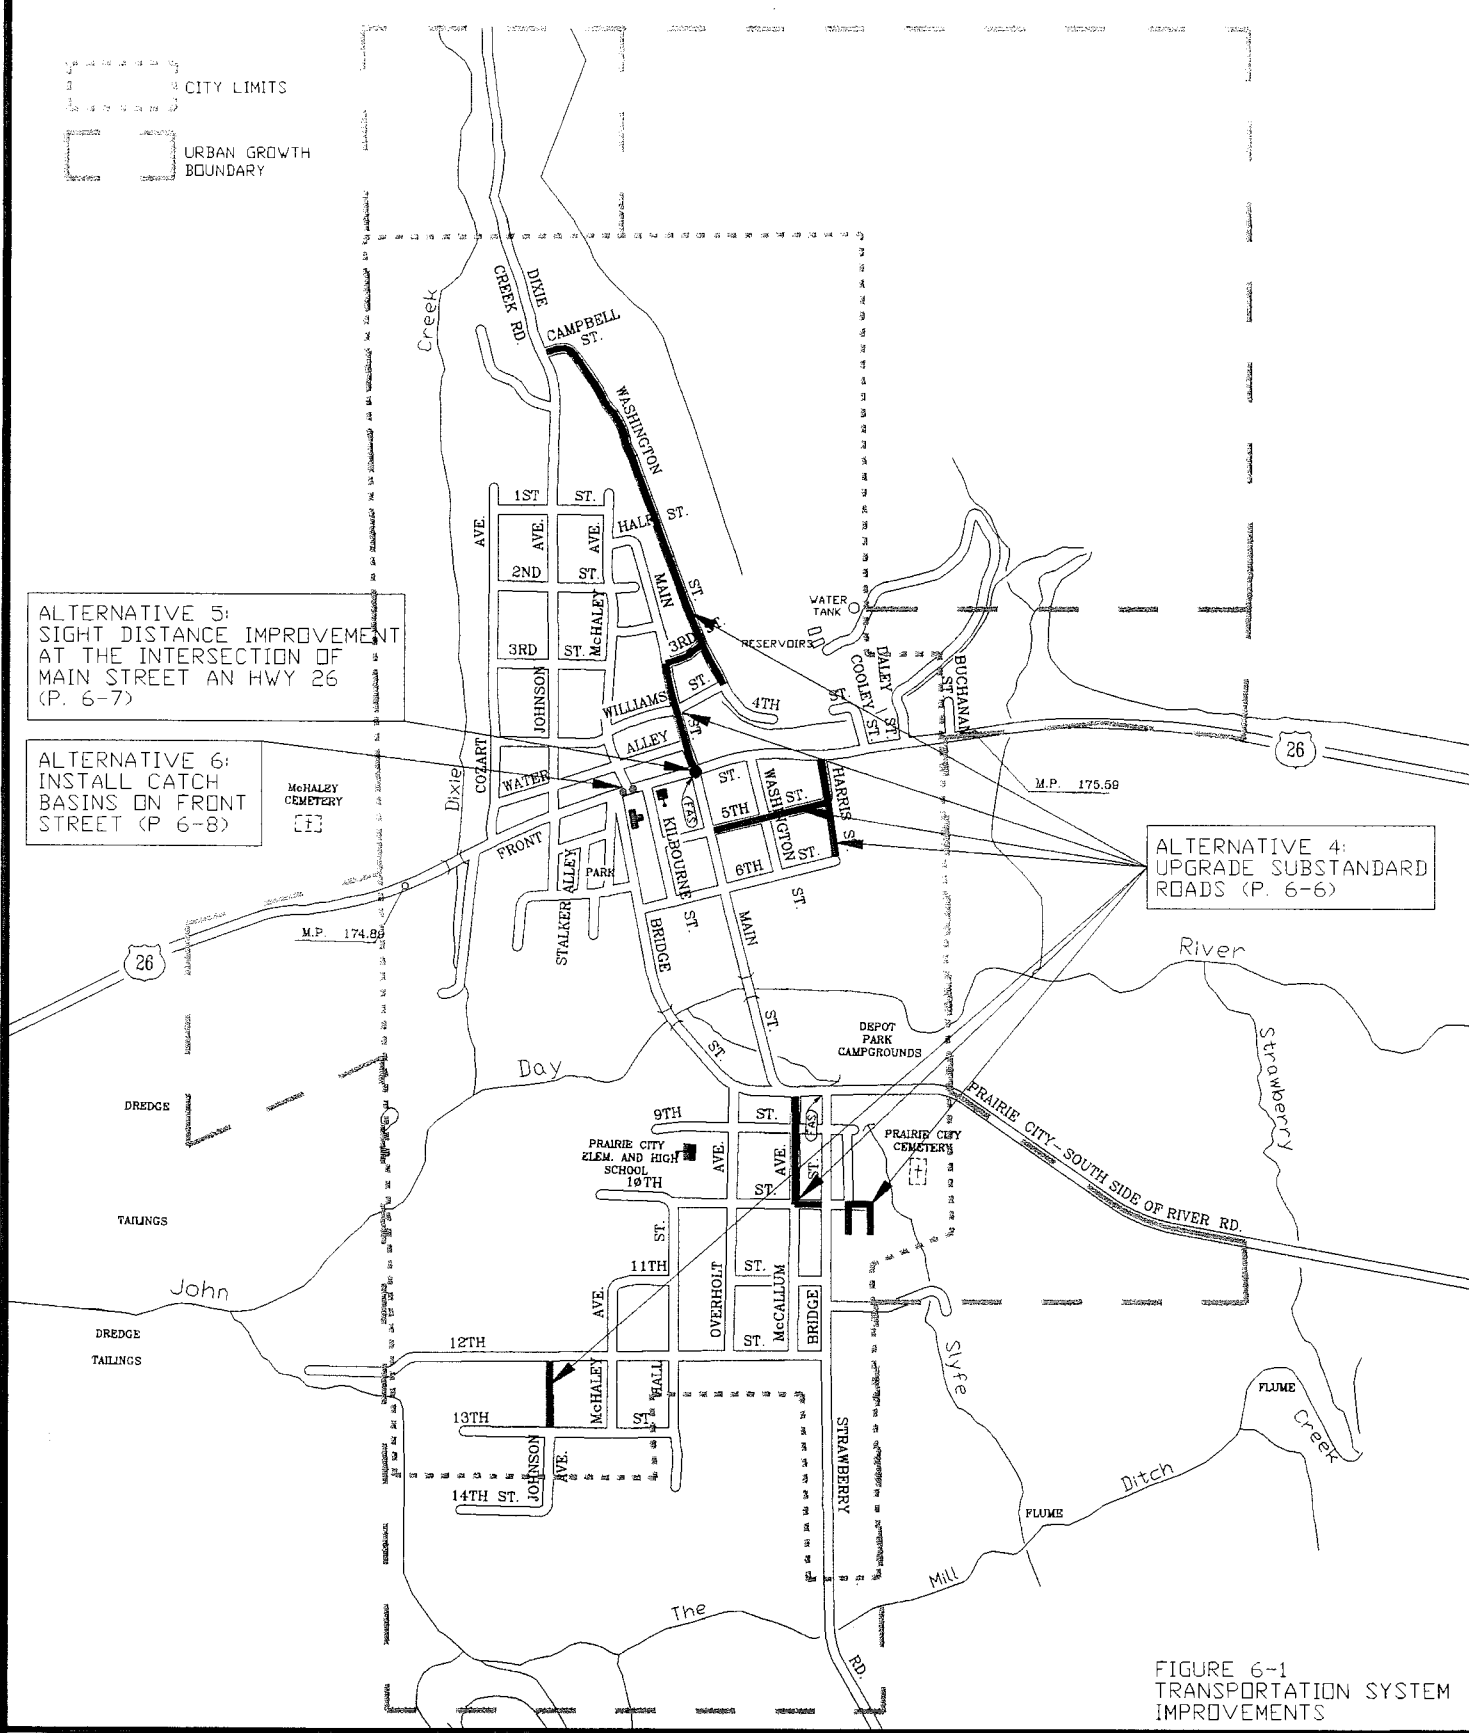 CITY LIMITS
URBAN GROWTH
BOUNDARY
DIXIE
CREEK RD.
Creek
CAMPBELL
ST.
WASHINGTON
ST.
1ST ST.
AVE.
AVE.
AVE.
HALL ST.
2ND ST.
MAIN
McHALEY
3RD ST.
3RD ST.
WATER
TANK
RESERVOIRS
DALEY
ST.
COOLEY ST.
ST.
BUCHANAN
ST.
JOHNSON
WILLIAMS ST.
4TH
ST.
ALLEY
COZART
Dixie
WATER
ALTERNATIVE 5:
SIGHT DISTANCE IMPROVEMENT
AT THE INTERSECTION OF
MAIN STREET AN HWY 26
(P. 6-7)
ALTERNATIVE 6:
INSTALL CATCH
BASINS ON FRONT
STREET (P 6-8)
McHALEY
CEMETERY
26
M.P. 175.59
ST.
WASHINGTON
ST.
HARRIS
ST.
5TH
(FAS)
KILBOURNE
ST.
FRONT
STALKER ALLEY
PARK
6TH ST.
ST.
ALTERNATIVE 4:
UPGRADE SUBSTANDARD
ROADS (P. 6-6)
M.P. 174.89
26
BRIDGE
ST.
MAIN
ST.
River
Strawberry
Day
DEPOT
PARK
CAMPGROUNDS
DREDGE
TAILINGS
9TH ST.
PRAIRIE CITY
ELEM. AND HIGH
SCHOOL
10TH ST.
AVE.
AVE.
(FAS)
ST.
PRAIRIE CITY
CEMETERY
PRAIRIE CITY-SOUTH SIDE OF RIVER RD.
ST.
11TH ST.
AVE.
OVERHOLT
McCALLUM
BRIDGE
John
DREDGE
TAILINGS
12TH ST.
McHALEY
HALL
13TH ST.
JOHNSON
AVE.
14TH ST.
STRAWBERRY
RD.
Slyfe
FLUME
Creek
FLUME
The Mill Ditch
FIGURE 6-1
TRANSPORTATION SYSTEM
IMPROVEMENTS